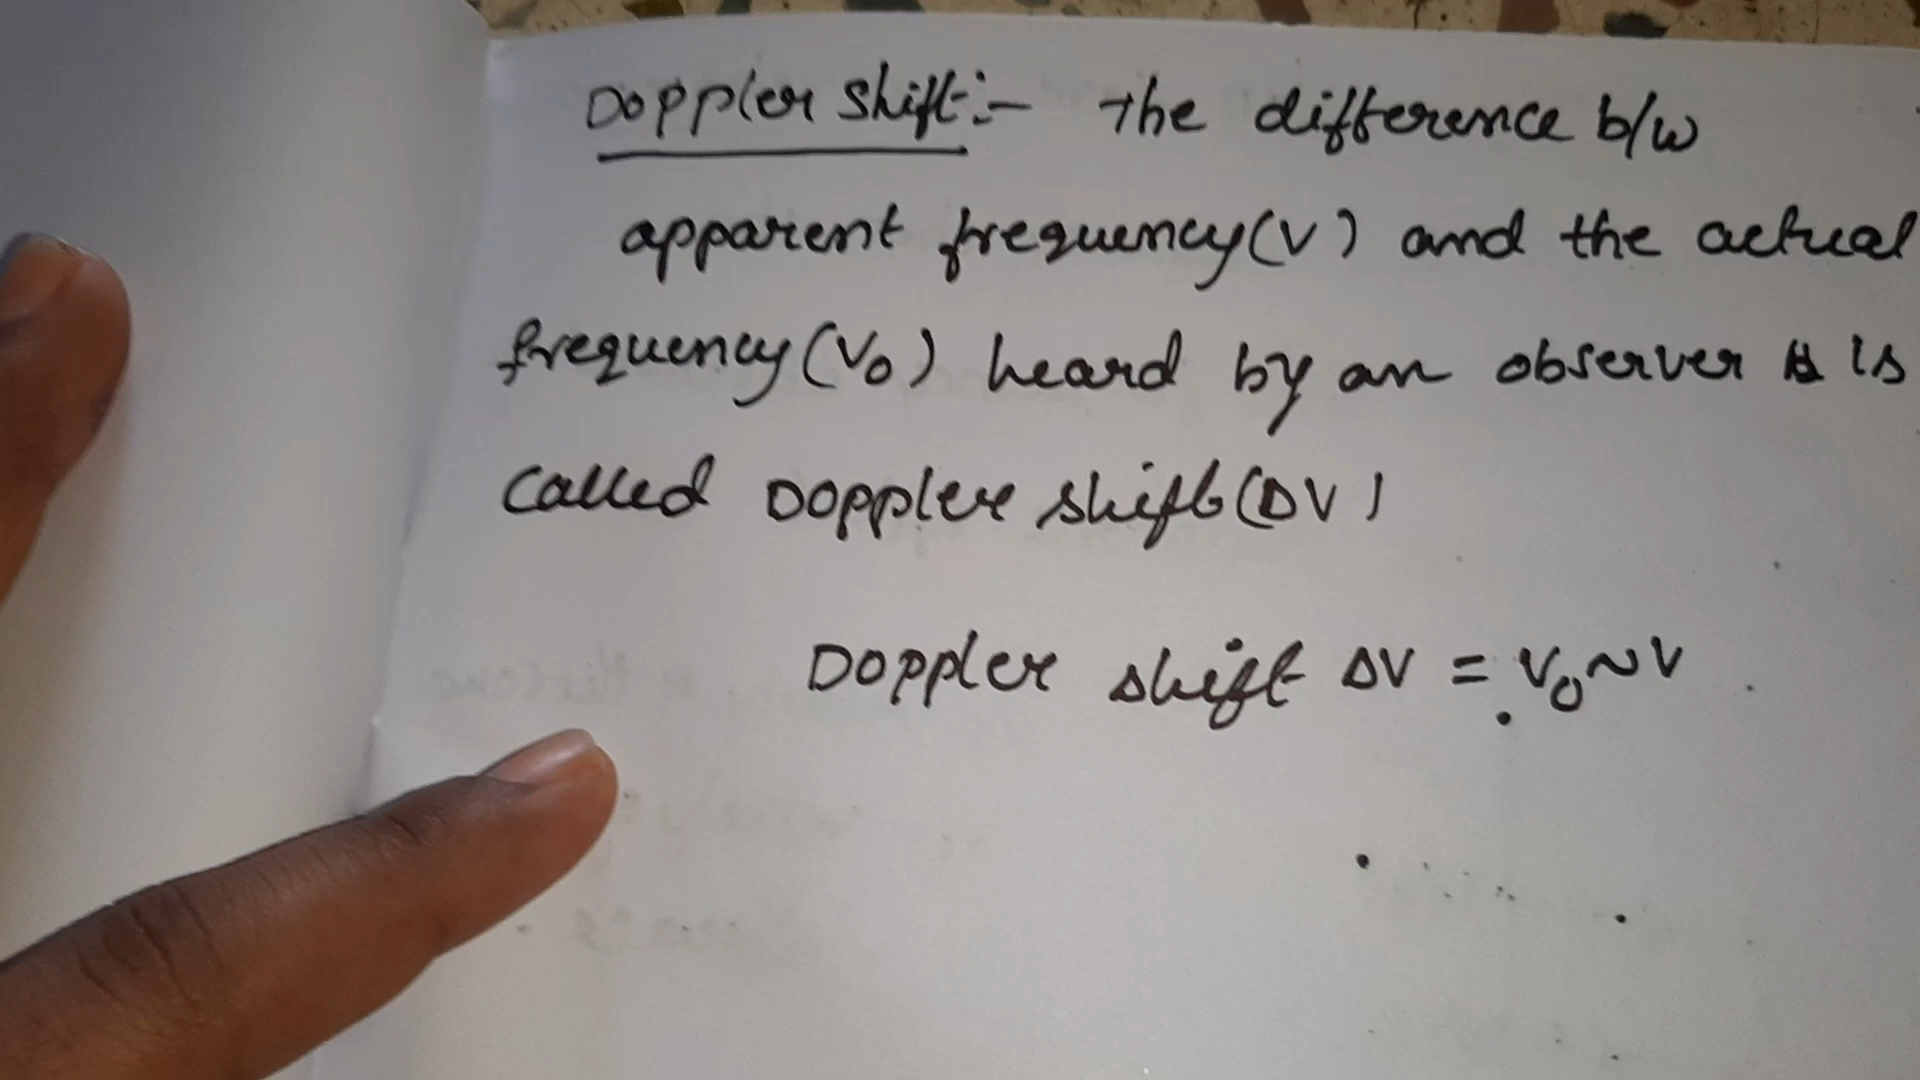 Doppler shift:- The difference b/w
apparent frequency(ν) and the actual
frequency(ν₀) heard by an observer is
called Doppler shift(Δν)
Doppler shift Δν = ν₀~ν